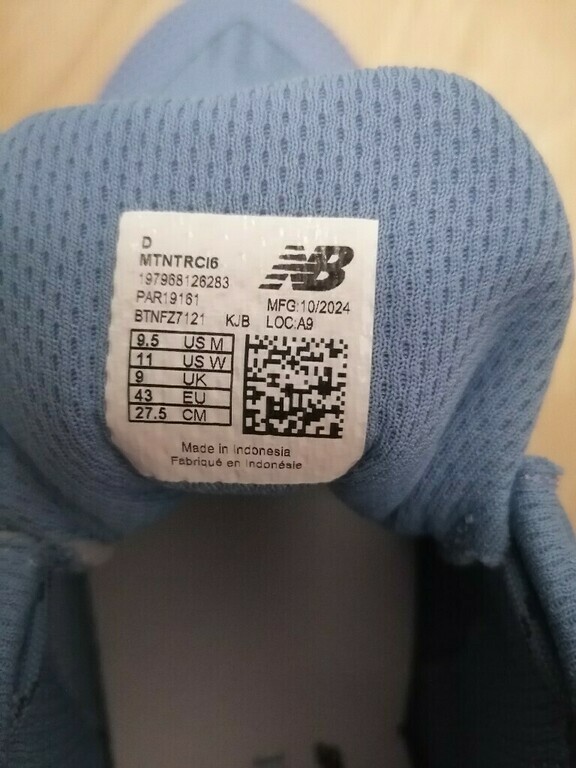 D
MTNTRCI6
197968126283
PAR19161
BTNFZ7121 KJB
NB
MFG:10/2024
LOC:A9
9.5 US M
11 US W
9 UK
43 EU
27.5 CM
Made in Indonesia
Fabriqué en Indonésie